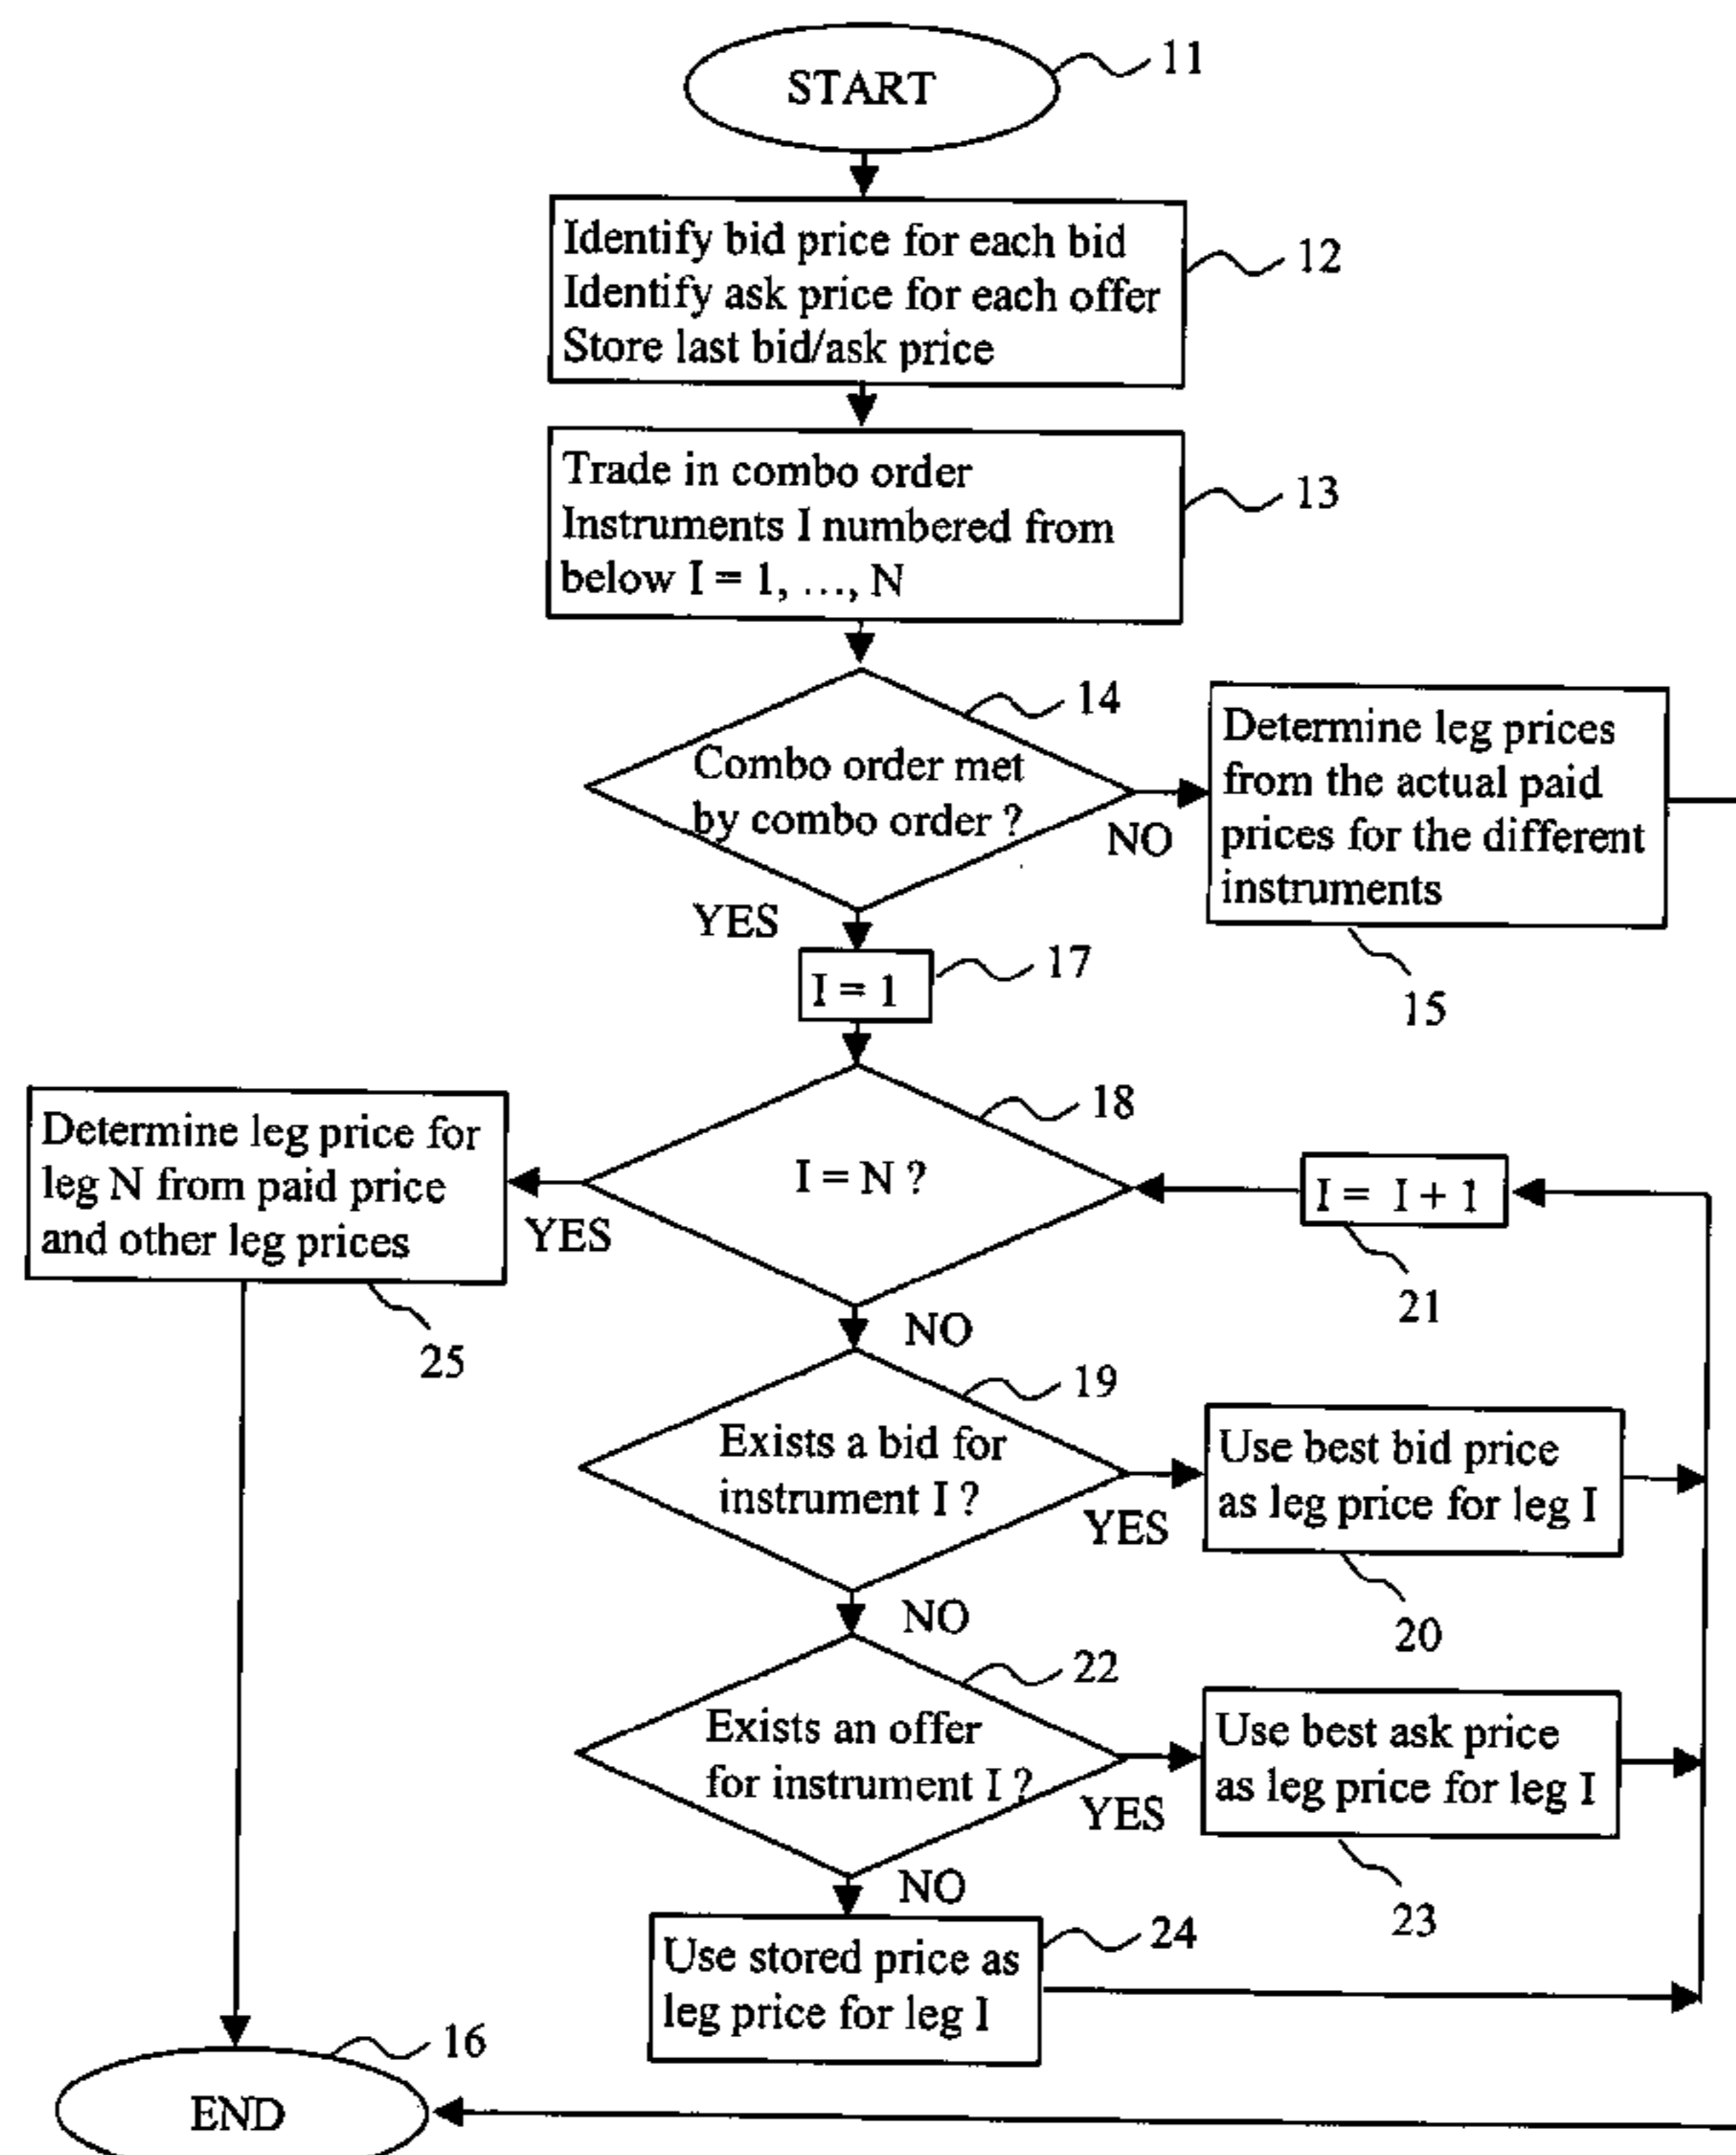 START
11
Identify bid price for each bid
Identify ask price for each offer
Store last bid/ask price
12
Trade in combo order
Instruments I numbered from
below I = 1, ..., N
13
Combo order met
by combo order ?
14
NO
YES
Determine leg prices
from the actual paid
prices for the different
instruments
15
I = 1
17
I = N ?
18
YES
NO
Determine leg price for
leg N from paid price
and other leg prices
25
I = I + 1
21
Exists a bid for
instrument I ?
19
YES
NO
Use best bid price
as leg price for leg I
20
Exists an offer
for instrument I ?
22
YES
NO
Use best ask price
as leg price for leg I
23
Use stored price as
leg price for leg I
24
END
16